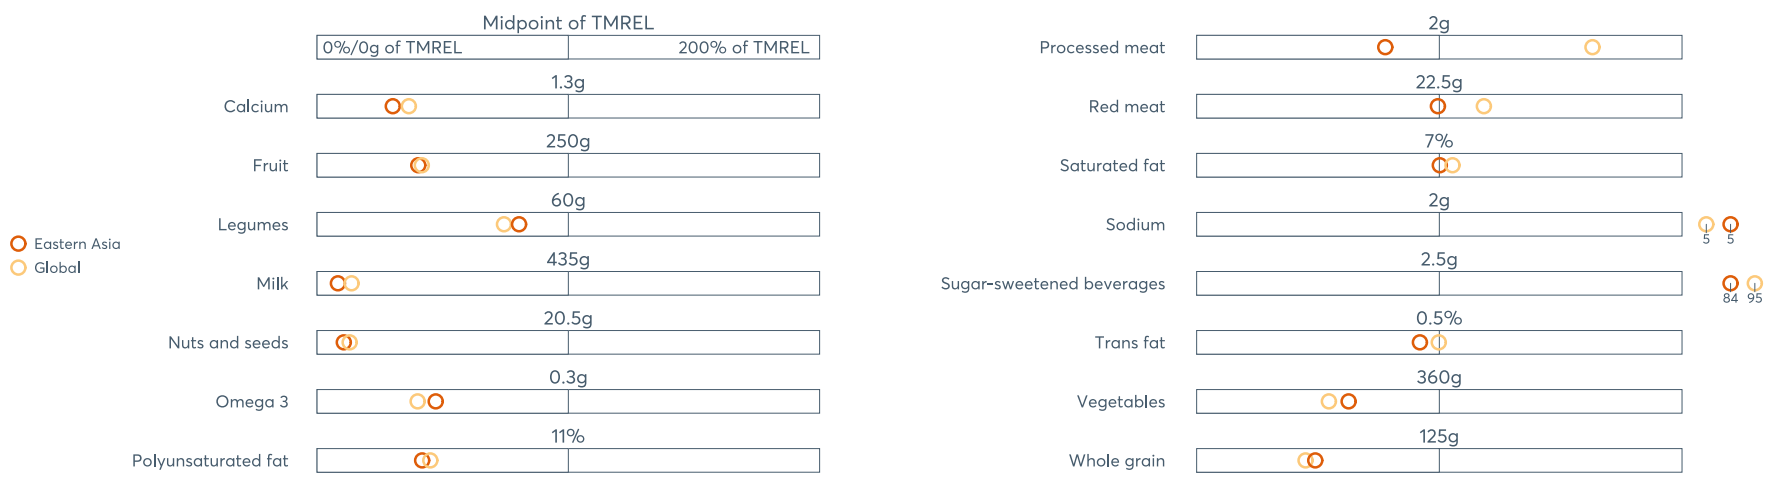 Midpoint of TMREL
0%/0g of TMREL 200% of TMREL
1.3g
Calcium
250g
Fruit
60g
Legumes
Eastern Asia
Global
435g
Milk
20.5g
Nuts and seeds
0.3g
Omega 3
11%
Polyunsaturated fat
2g
Processed meat
22.5g
Red meat
7%
Saturated fat
2g
Sodium
5 5
2.5g
Sugar-sweetened beverages
84 95
0.5%
Trans fat
360g
Vegetables
125g
Whole grain